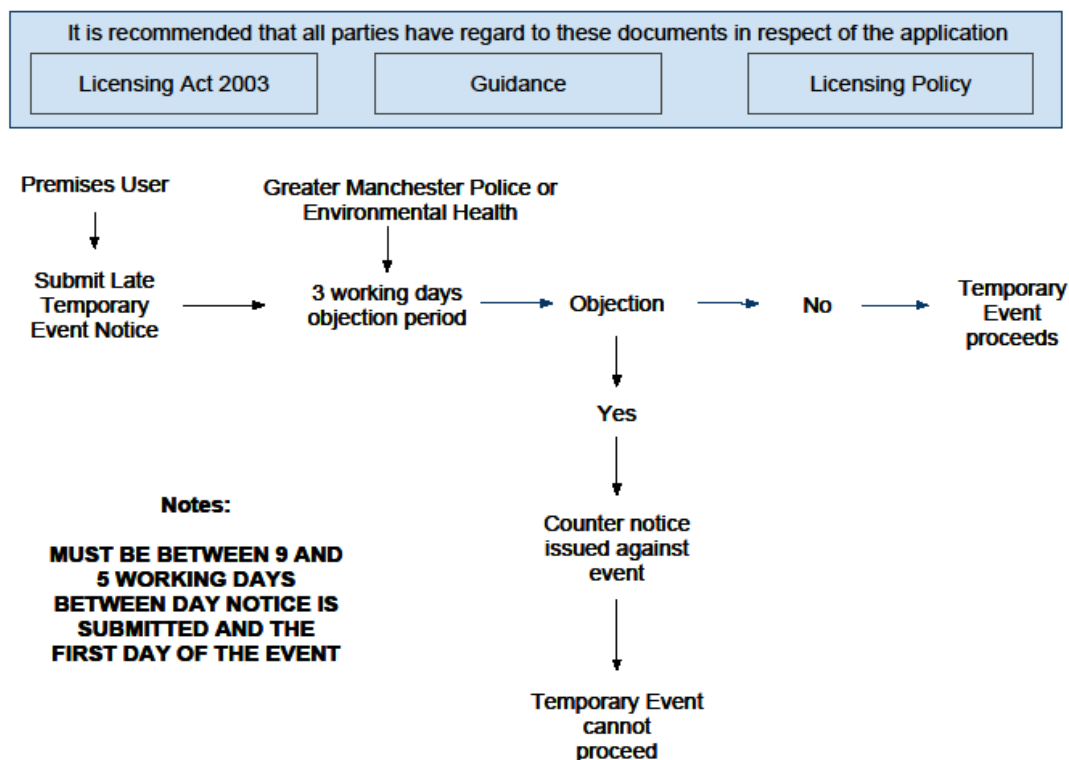 It is recommended that all parties have regard to these documents in respect of the application
Licensing Act 2003
Guidance
Licensing Policy
Premises User
Greater Manchester Police or
Environmental Health
Submit Late
Temporary
Event Notice
3 working days
objection period
Objection
No
Temporary
Event
proceeds
Yes
Counter notice
issued against
event
Temporary Event
cannot
proceed
Notes:
MUST BE BETWEEN 9 AND
5 WORKING DAYS
BETWEEN DAY NOTICE IS
SUBMITTED AND THE
FIRST DAY OF THE EVENT